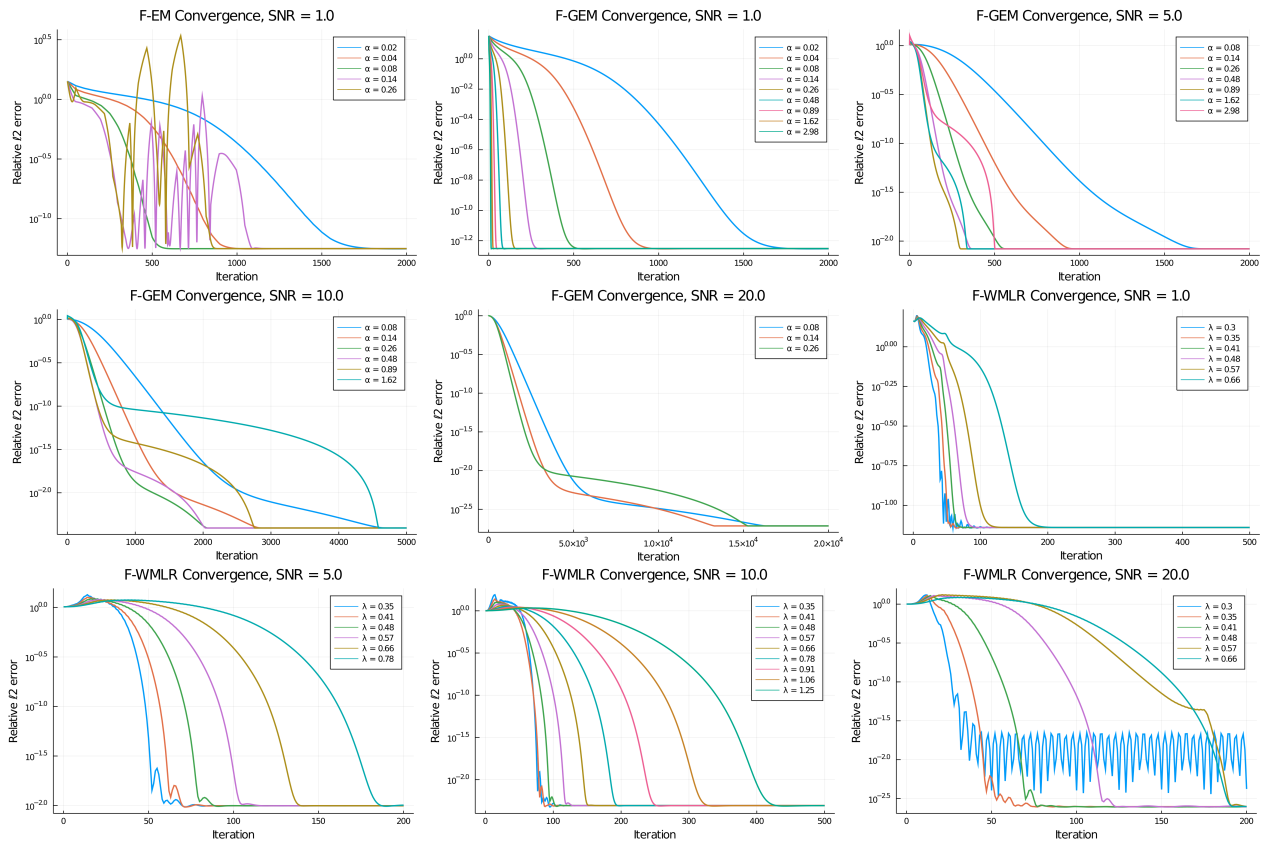 F-EM Convergence, SNR = 1.0
10^0.5
10^0.0
10^-0.5
10^-1.0
Relative ℓ2 error
α = 0.02
α = 0.04
α = 0.08
α = 0.14
α = 0.26
0 500 1000 1500 2000
Iteration
F-GEM Convergence, SNR = 1.0
10^0.0
10^-0.2
10^-0.4
10^-0.6
10^-0.8
10^-1.0
10^-1.2
Relative ℓ2 error
α = 0.02
α = 0.04
α = 0.08
α = 0.14
α = 0.26
α = 0.48
α = 0.89
α = 1.62
α = 2.98
0 500 1000 1500 2000
Iteration
F-GEM Convergence, SNR = 5.0
10^0.0
10^-0.5
10^-1.0
10^-1.5
10^-2.0
Relative ℓ2 error
α = 0.08
α = 0.14
α = 0.26
α = 0.48
α = 0.89
α = 1.62
α = 2.98
0 500 1000 1500 2000
Iteration
F-GEM Convergence, SNR = 10.0
10^0.0
10^-0.5
10^-1.0
10^-1.5
10^-2.0
Relative ℓ2 error
α = 0.08
α = 0.14
α = 0.26
α = 0.48
α = 0.89
α = 1.62
0 1000 2000 3000 4000 5000
Iteration
F-GEM Convergence, SNR = 20.0
10^0.0
10^-0.5
10^-1.0
10^-1.5
10^-2.0
10^-2.5
Relative ℓ2 error
α = 0.08
α = 0.14
α = 0.26
0 5.0×10^3 1.0×10^4 1.5×10^4 2.0×10^4
Iteration
F-WMLR Convergence, SNR = 1.0
10^0.00
10^-0.25
10^-0.50
10^-0.75
10^-1.00
Relative ℓ2 error
λ = 0.3
λ = 0.35
λ = 0.41
λ = 0.48
λ = 0.57
λ = 0.66
0 100 200 300 400 500
Iteration
F-WMLR Convergence, SNR = 5.0
10^0.0
10^-0.5
10^-1.0
10^-1.5
10^-2.0
Relative ℓ2 error
λ = 0.35
λ = 0.41
λ = 0.48
λ = 0.57
λ = 0.66
λ = 0.78
0 50 100 150 200
Iteration
F-WMLR Convergence, SNR = 10.0
10^0.0
10^-0.5
10^-1.0
10^-1.5
10^-2.0
Relative ℓ2 error
λ = 0.35
λ = 0.41
λ = 0.48
λ = 0.57
λ = 0.66
λ = 0.78
λ = 0.91
λ = 1.06
λ = 1.25
0 100 200 300 400 500
Iteration
F-WMLR Convergence, SNR = 20.0
10^0.0
10^-0.5
10^-1.0
10^-1.5
10^-2.0
10^-2.5
Relative ℓ2 error
λ = 0.3
λ = 0.35
λ = 0.41
λ = 0.48
λ = 0.57
λ = 0.66
0 50 100 150 200
Iteration